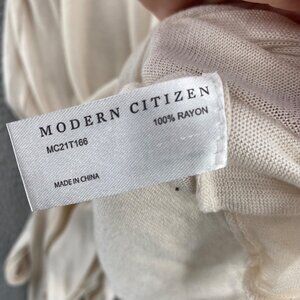 MODERN CITIZEN
MC21T166
100% RAYON
MADE IN CHINA